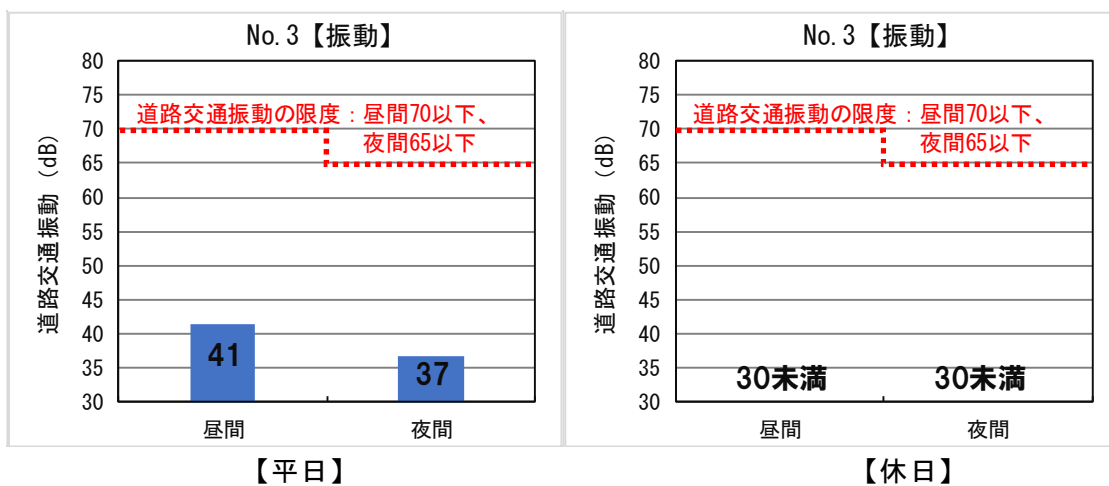 No.3【振動】
80
75
70
65
60
55
50
45
40
35
30
道路交通振動（dB）
道路交通振動の限度：昼間70以下、
夜間65以下
41
37
昼間
夜間
【平日】
No.3【振動】
80
75
70
65
60
55
50
45
40
35
30
道路交通振動（dB）
道路交通振動の限度：昼間70以下、
夜間65以下
30未満
30未満
昼間
夜間
【休日】